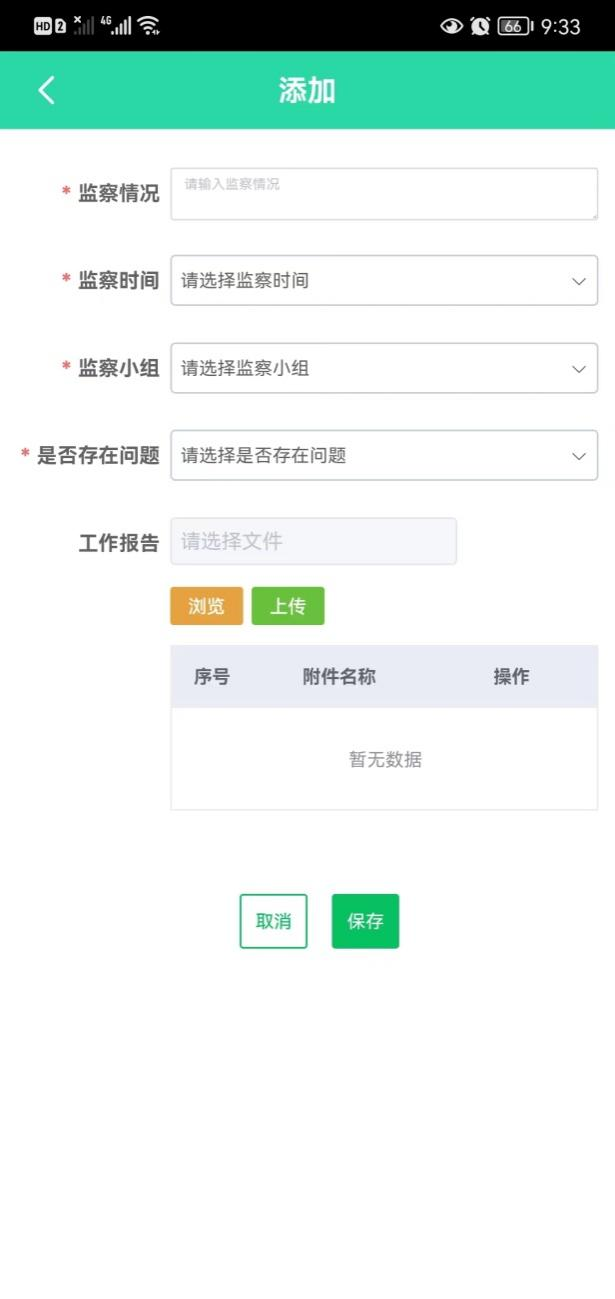 HD 2 4G 66 9:33
添加
* 监察情况 请输入监察情况
* 监察时间 请选择监察时间
* 监察小组 请选择监察小组
* 是否存在问题 请选择是否存在问题
工作报告 请选择文件
浏览 上传
序号 附件名称 操作
暂无数据
取消 保存